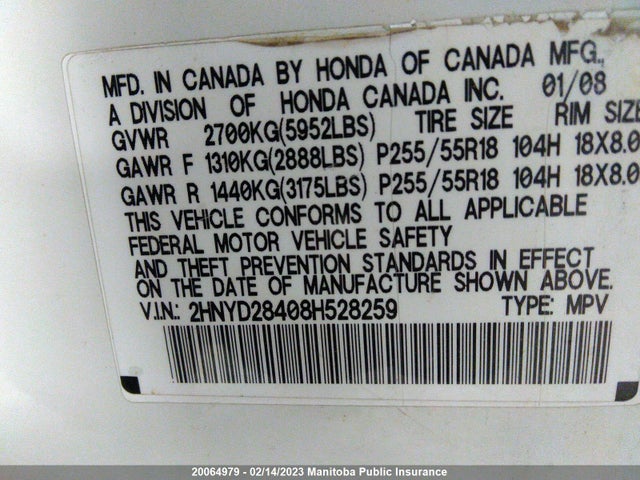 MFD. IN CANADA BY HONDA OF CANADA MFG.,
A DIVISION OF HONDA CANADA INC. 01/08
GVWR 2700KG(5952LBS) TIRE SIZE RIM SIZE
GAWR F 1310KG(2888LBS) P255/55R18 104H 18X8.0
GAWR R 1440KG(3175LBS) P255/55R18 104H 18X8.0
THIS VEHICLE CONFORMS TO ALL APPLICABLE
FEDERAL MOTOR VEHICLE SAFETY
AND THEFT PREVENTION STANDARDS IN EFFECT
ON THE DATE OF MANUFACTURE SHOWN ABOVE.
V.I.N.: 2HNYD28408H528259 TYPE: MPV
20064979 - 02/14/2023 Manitoba Public Insurance